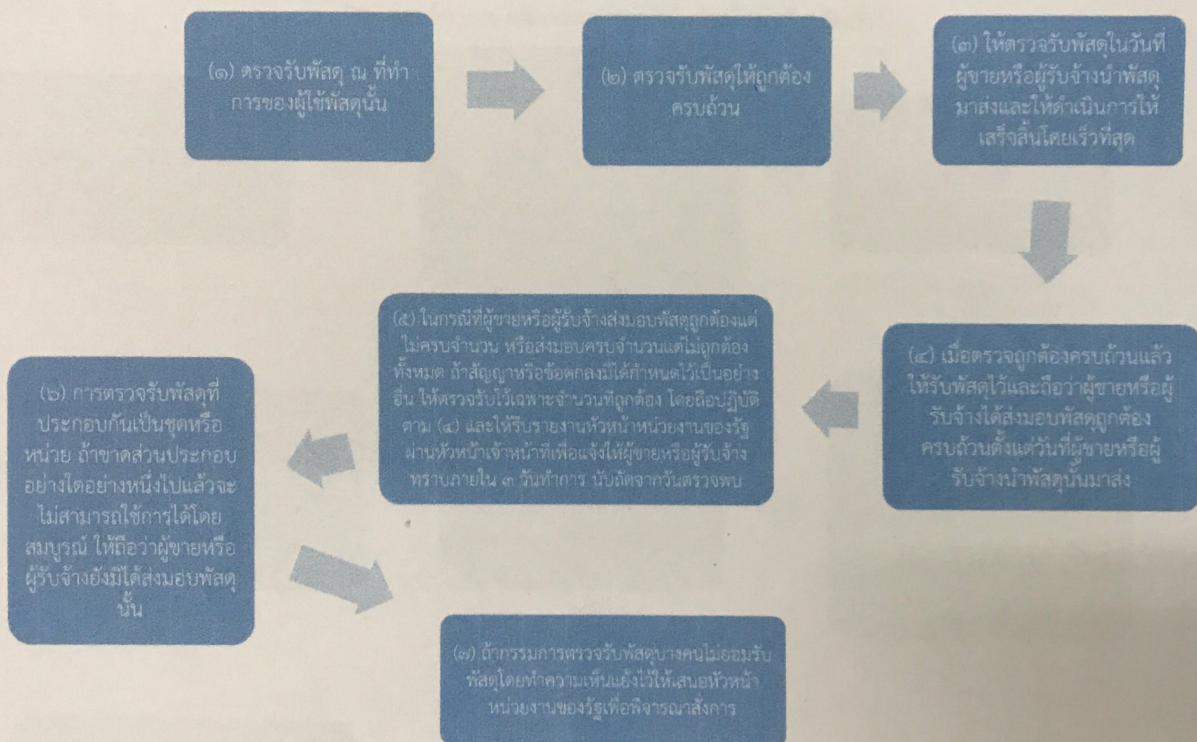 (๑) ตรวจรับพัสดุ ณ ที่ทำ
การของผู้ใช้พัสดุนั้น
(๒) ตรวจรับพัสดุให้ถูกต้อง
ครบถ้วน
(๓) ให้ตรวจรับพัสดุในวันที่
ผู้ขายหรือผู้รับจ้างนำพัสดุ
มาส่งและให้ดำเนินการให้
เสร็จสิ้นโดยเร็วที่สุด
(๔) เมื่อตรวจถูกต้องครบถ้วนแล้ว
ให้รับพัสดุไว้และถือว่าผู้ขายหรือผู้
รับจ้างได้ส่งมอบพัสดุถูกต้อง
ครบถ้วนตั้งแต่วันที่ผู้ขายหรือผู้
รับจ้างนำพัสดุนั้นมาส่ง
(๕) ในกรณีที่ผู้ขายหรือผู้รับจ้างส่งมอบพัสดุถูกต้องแต่
ไม่ครบจำนวน หรือส่งมอบครบจำนวนแต่ไม่ถูกต้อง
ทั้งหมด ถ้าสัญญาหรือข้อตกลงมิได้กำหนดไว้เป็นอย่าง
อื่น ให้ตรวจรับไว้เฉพาะจำนวนที่ถูกต้อง โดยถือปฏิบัติ
ตาม (๔) และให้รีบรายงานหัวหน้าหน่วยงานของรัฐ
ผ่านหัวหน้าเจ้าหน้าที่เพื่อแจ้งให้ผู้ขายหรือผู้รับจ้าง
ทราบภายใน ๓ วันทำการ นับถัดจากวันตรวจพบ
(๖) การตรวจรับพัสดุที่
ประกอบกันเป็นชุดหรือ
หน่วย ถ้าขาดส่วนประกอบ
อย่างใดอย่างหนึ่งไปแล้วจะ
ไม่สามารถใช้การได้โดย
สมบูรณ์ ให้ถือว่าผู้ขายหรือ
ผู้รับจ้างยังมิได้ส่งมอบพัสดุ
นั้น
(๗) ถ้ากรรมการตรวจรับพัสดุบางคนไม่ยอมรับ
พัสดุโดยทำความเห็นแย้งไว้ให้เสนอหัวหน้า
หน่วยงานของรัฐเพื่อพิจารณาสั่งการ